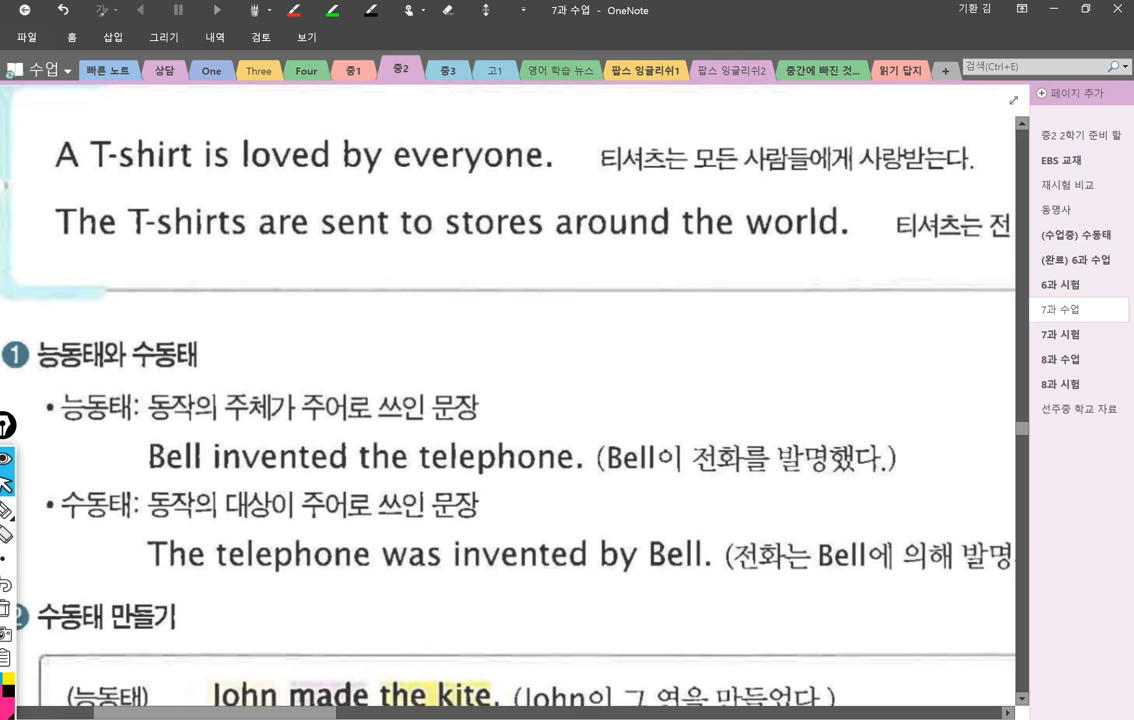 7과 수업 - OneNote
기환 김
파일 홈 삽입 그리기 내역 검토 보기
수업 빠른 노트 상담 One Three Four 중1 중2 중3 고1 영어 학습 뉴스 팝스 잉글리쉬1 팝스 잉글리쉬2 중간에 빠진 것... 읽기 답지 + 검색(Ctrl+E)
페이지 추가
중2 2학기 준비 할
EBS 교재
재시험 비교
동명사
(수업중) 수동태
(완료) 6과 수업
6과 시험
7과 수업
7과 시험
8과 수업
8과 시험
선주중 학교 자료
A T-shirt is loved by everyone. 티셔츠는 모든 사람들에게 사랑받는다.
The T-shirts are sent to stores around the world. 티셔츠는 전
1 능동태와 수동태
• 능동태: 동작의 주체가 주어로 쓰인 문장
Bell invented the telephone. (Bell이 전화를 발명했다.)
• 수동태: 동작의 대상이 주어로 쓰인 문장
The telephone was invented by Bell. (전화는 Bell에 의해 발명
2 수동태 만들기
(능동태) John made the kite. (John이 그 연을 만들었다.)